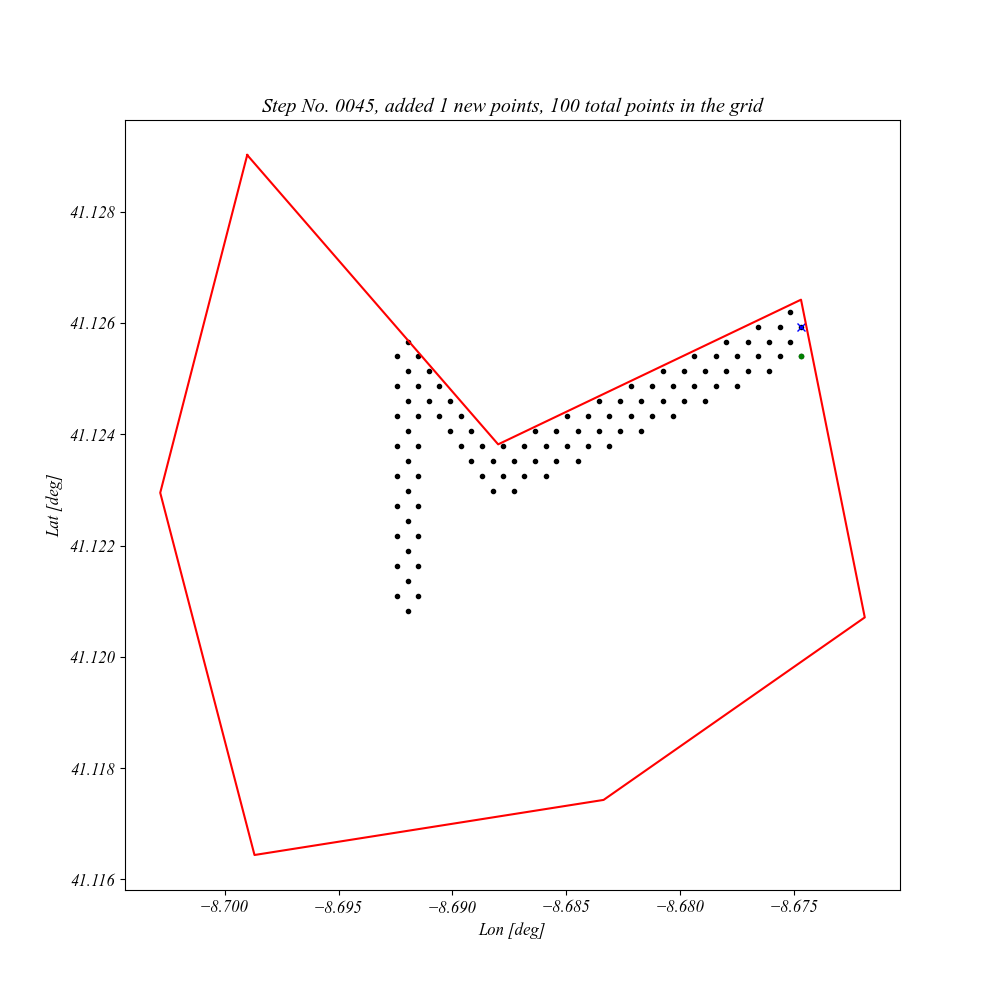 Step No. 0045, added 1 new points, 100 total points in the grid
41.128
41.126
41.124
41.122
41.120
41.118
41.116
Lat [deg]
−8.700 −8.695 −8.690 −8.685 −8.680 −8.675
Lon [deg]